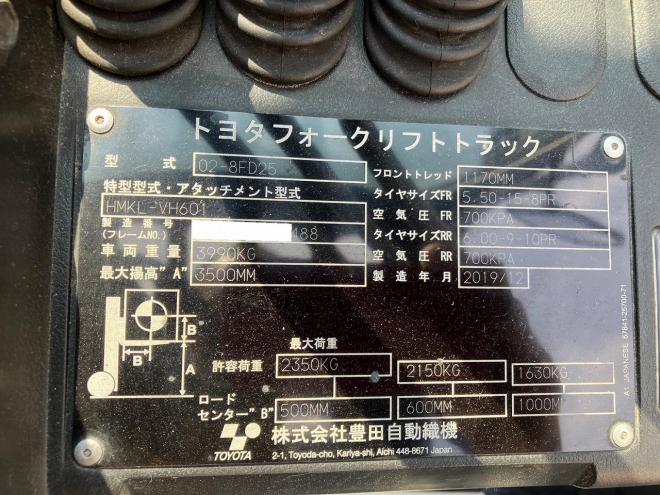 トヨタフォークリフトトラック
型式 02-8FD25
特型型式・アタッチメント型式
HMKL-VH601
製造番号
(フレームNO.) 488
車両重量 3990KG
最大揚高"A" 3500MM
フロントトレッド 1170MM
タイヤサイズFR 5.50-15-8PR
空気圧FR 700KPA
タイヤサイズRR 6.00-9-10PR
空気圧RR 700KPA
製造年月 2019/12
B
B
A
最大荷重
許容荷重 2350KG 2150KG 1630KG
ロード
センター"B" 500MM 600MM 1000M
TOYOTA
株式会社豊田自動織機
2-1, Toyoda-cho, Kariya-shi, Aichi 448-8671 Japan
A1 JAPANESE 57841-26700-71